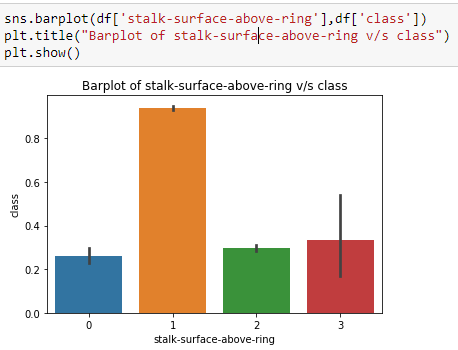 sns.barplot(df['stalk-surface-above-ring'],df['class'])
plt.title("Barplot of stalk-surface-above-ring v/s class")
plt.show()
Barplot of stalk-surface-above-ring v/s class
0.8
0.6
0.4
0.2
0.0
class
0 1 2 3
stalk-surface-above-ring